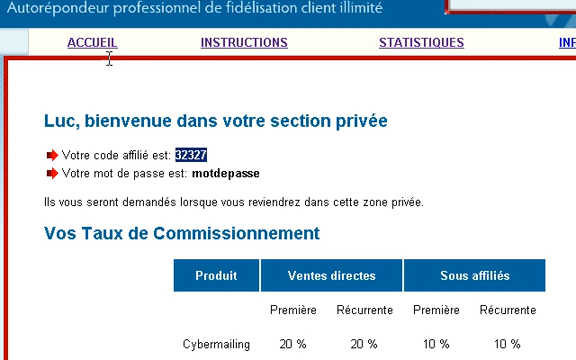 Autorépondeur professionnel de fidélisation client illimité
ACCUEIL INSTRUCTIONS STATISTIQUES INF
Luc, bienvenue dans votre section privée
Votre code affilié est: 32327
Votre mot de passe est: motdepasse
Ils vous seront demandés lorsque vous reviendrez dans cette zone privée.
Vos Taux de Commissionnement
Produit Ventes directes Sous affiliés
Première Récurrente Première Récurrente
Cybermailing 20 % 20 % 10 % 10 %